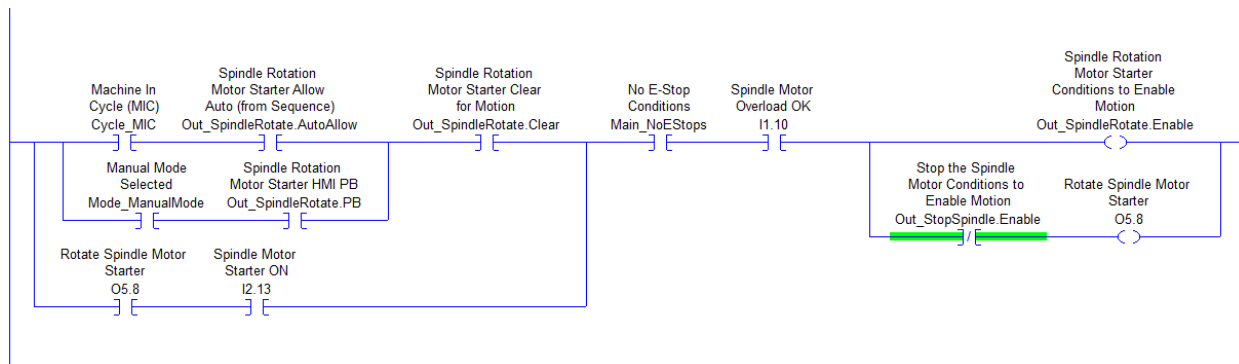 Machine In
Cycle (MIC)
Cycle_MIC
Spindle Rotation
Motor Starter Allow
Auto (from Sequence)
Out_SpindleRotate.AutoAllow
Spindle Rotation
Motor Starter Clear
for Motion
Out_SpindleRotate.Clear
No E-Stop
Conditions
Main_NoEStops
Spindle Motor
Overload OK
I1.10
Spindle Rotation
Motor Starter
Conditions to Enable
Motion
Out_SpindleRotate.Enable
Manual Mode
Selected
Mode_ManualMode
Spindle Rotation
Motor Starter HMI PB
Out_SpindleRotate.PB
Stop the Spindle
Motor Conditions to
Enable Motion
Out_StopSpindle.Enable
Rotate Spindle Motor
Starter
O5.8
Rotate Spindle Motor
Starter
O5.8
Spindle Motor
Starter ON
I2.13